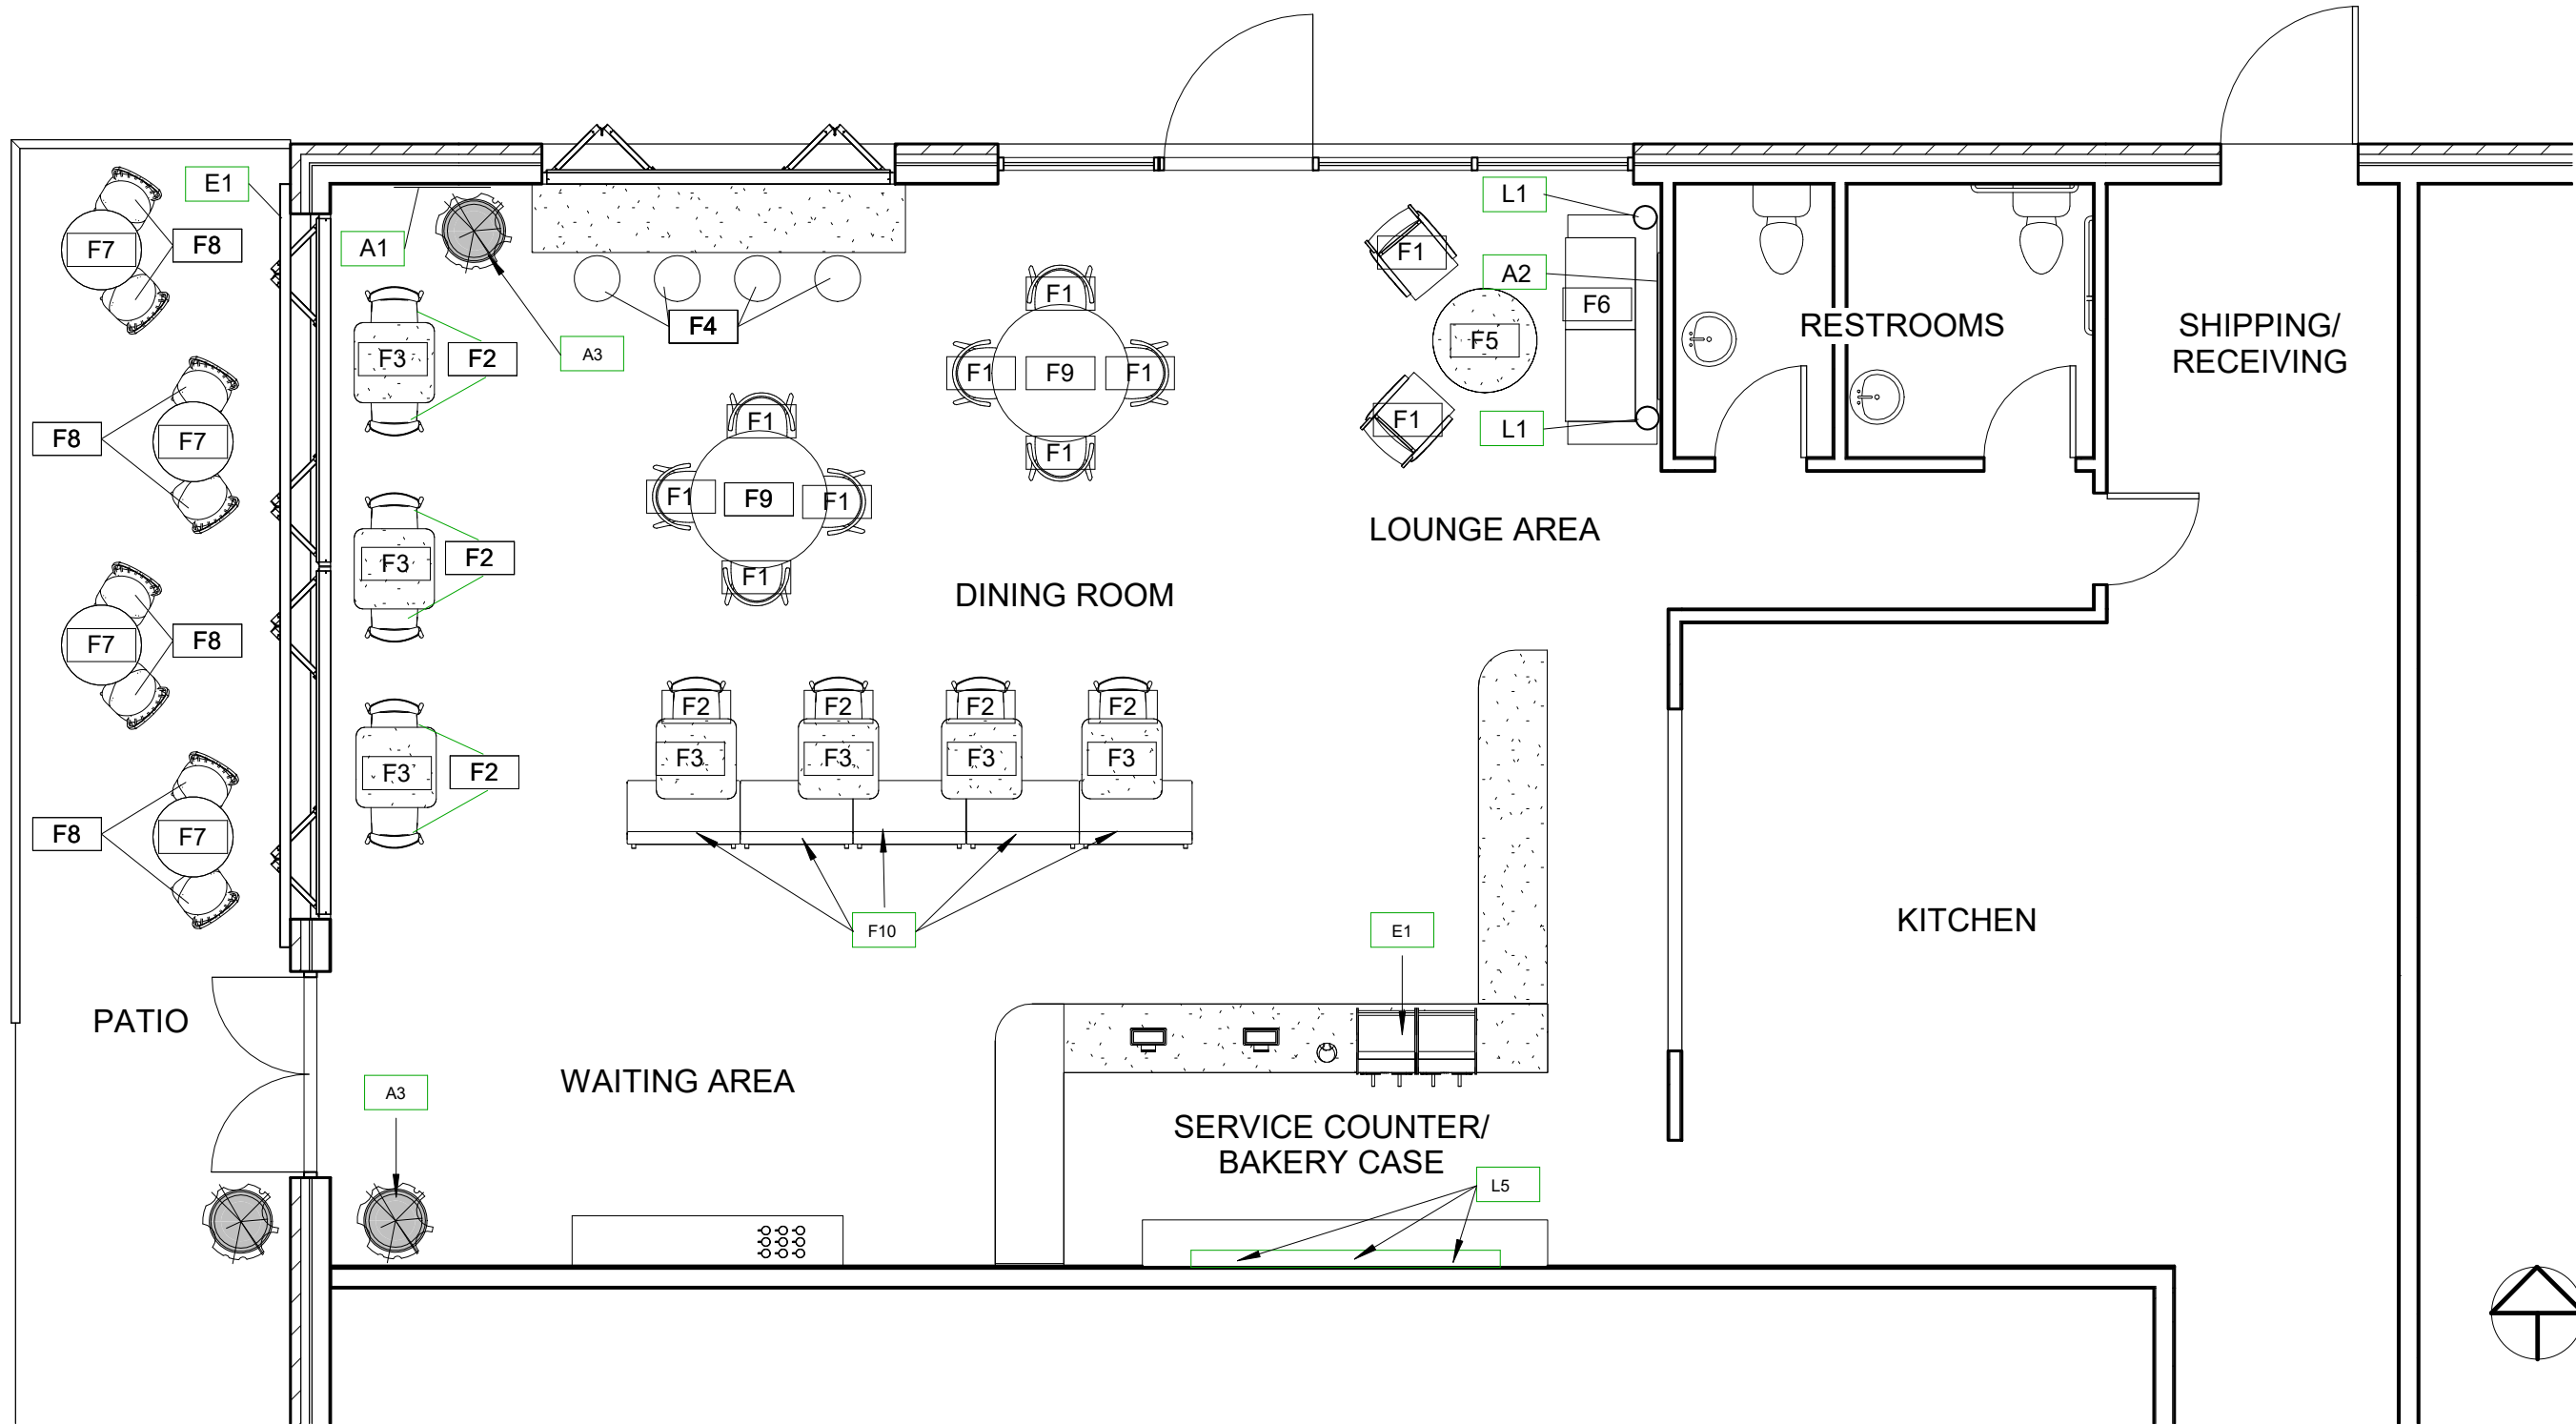 E1
L1
F7
F8
A1
F1
A2
F1
F6
F4
RESTROOMS
SHIPPING/
RECEIVING
F5
A3
F3
F2
F1
F9
F1
F1
F1
L1
F1
F8
F7
F1
F9
F1
F1
LOUNGE AREA
F3
F2
DINING ROOM
F7
F8
F2
F2
F2
F2
F3
F3
F3
F3
F3
F2
F8
F7
F10
E1
KITCHEN
PATIO
WAITING AREA
A3
SERVICE COUNTER/
BAKERY CASE
L5